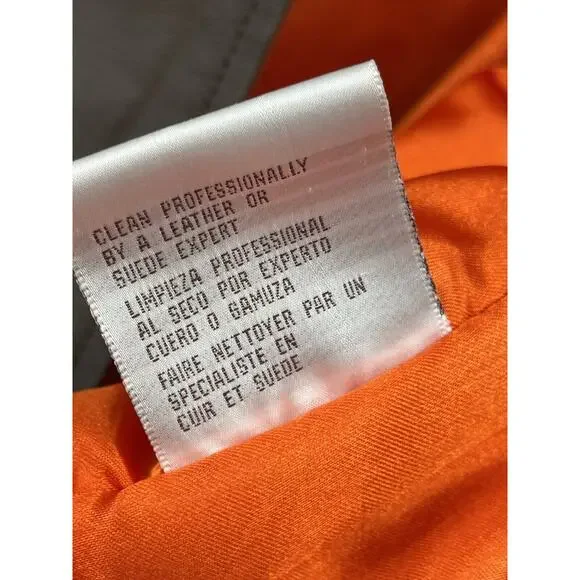 CLEAN PROFESSIONALLY
BY A LEATHER OR
SUEDE EXPERT
LIMPIEZA PROFESSIONAL
AL SECO POR EXPERTO
CUERO O GAMUZA
FAIRE NETTOYER PAR UN
SPECIALISTE EN
CUIR ET SUEDE